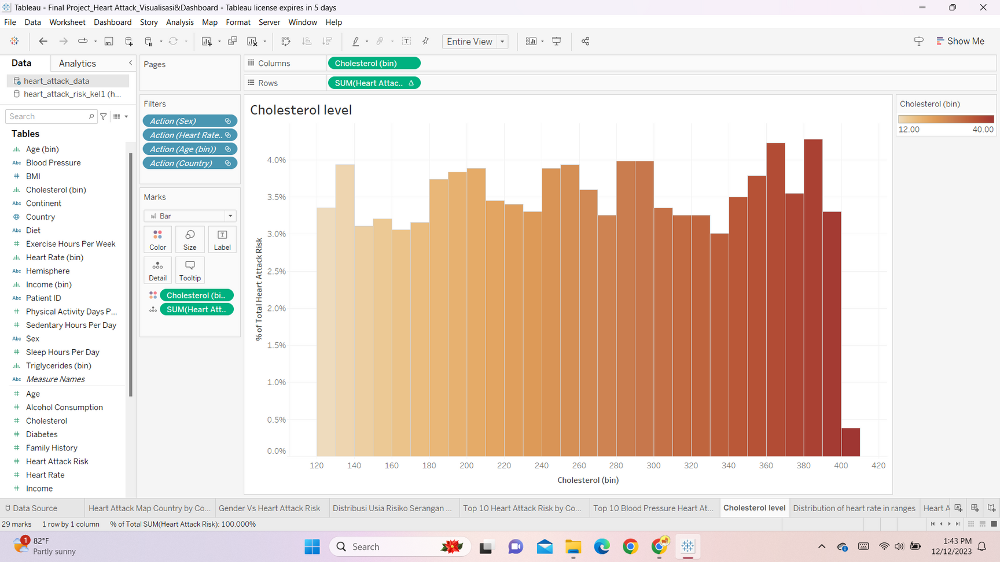 Tableau - Final Project_Heart Attack_Visualisasi&Dashboard - Tableau license expires in 5 days
File Data Worksheet Dashboard Story Analysis Map Format Server Window Help
Entire View
Show Me
Data
Analytics
heart_attack_data
heart_attack_risk_kel1 (h...
Search
Tables
Age (bin)
Abc Blood Pressure
# BMI
Cholesterol (bin)
Abc Continent
Country
Abc Diet
# Exercise Hours Per Week
Heart Rate (bin)
Abc Hemisphere
Income (bin)
Abc Patient ID
# Physical Activity Days P...
# Sedentary Hours Per Day
Abc Sex
# Sleep Hours Per Day
Triglycerides (bin)
Abc Measure Names
# Age
# Alcohol Consumption
# Cholesterol
# Diabetes
# Family History
# Heart Attack Risk
# Heart Rate
# Income
Pages
Filters
Action (Sex)
Action (Heart Rate..
Action (Age (bin))
Action (Country)
Marks
Bar
Color Size Label
Detail Tooltip
Cholesterol (bi..
SUM(Heart Att..
Columns
Cholesterol (bin)
Rows
SUM(Heart Attac.. Δ
Cholesterol level
% of Total Heart Attack Risk
4.0%
3.5%
3.0%
2.5%
2.0%
1.5%
1.0%
0.5%
0.0%
120 140 160 180 200 220 240 260 280 300 320 340 360 380 400 420
Cholesterol (bin)
Cholesterol (bin)
12.00 40.00
Data Source
Heart Attack Map Country by Co...
Gender Vs Heart Attack Risk
Distribusi Usia Risiko Serangan ...
Top 10 Heart Attack Risk by Co...
Top 10 Blood Pressure Heart At...
Cholesterol level
Distribution of heart rate in ranges
Heart A
29 marks 1 row by 1 column % of Total SUM(Heart Attack Risk): 100.000%
1
82°F
Partly sunny
Search
1:43 PM
12/12/2023